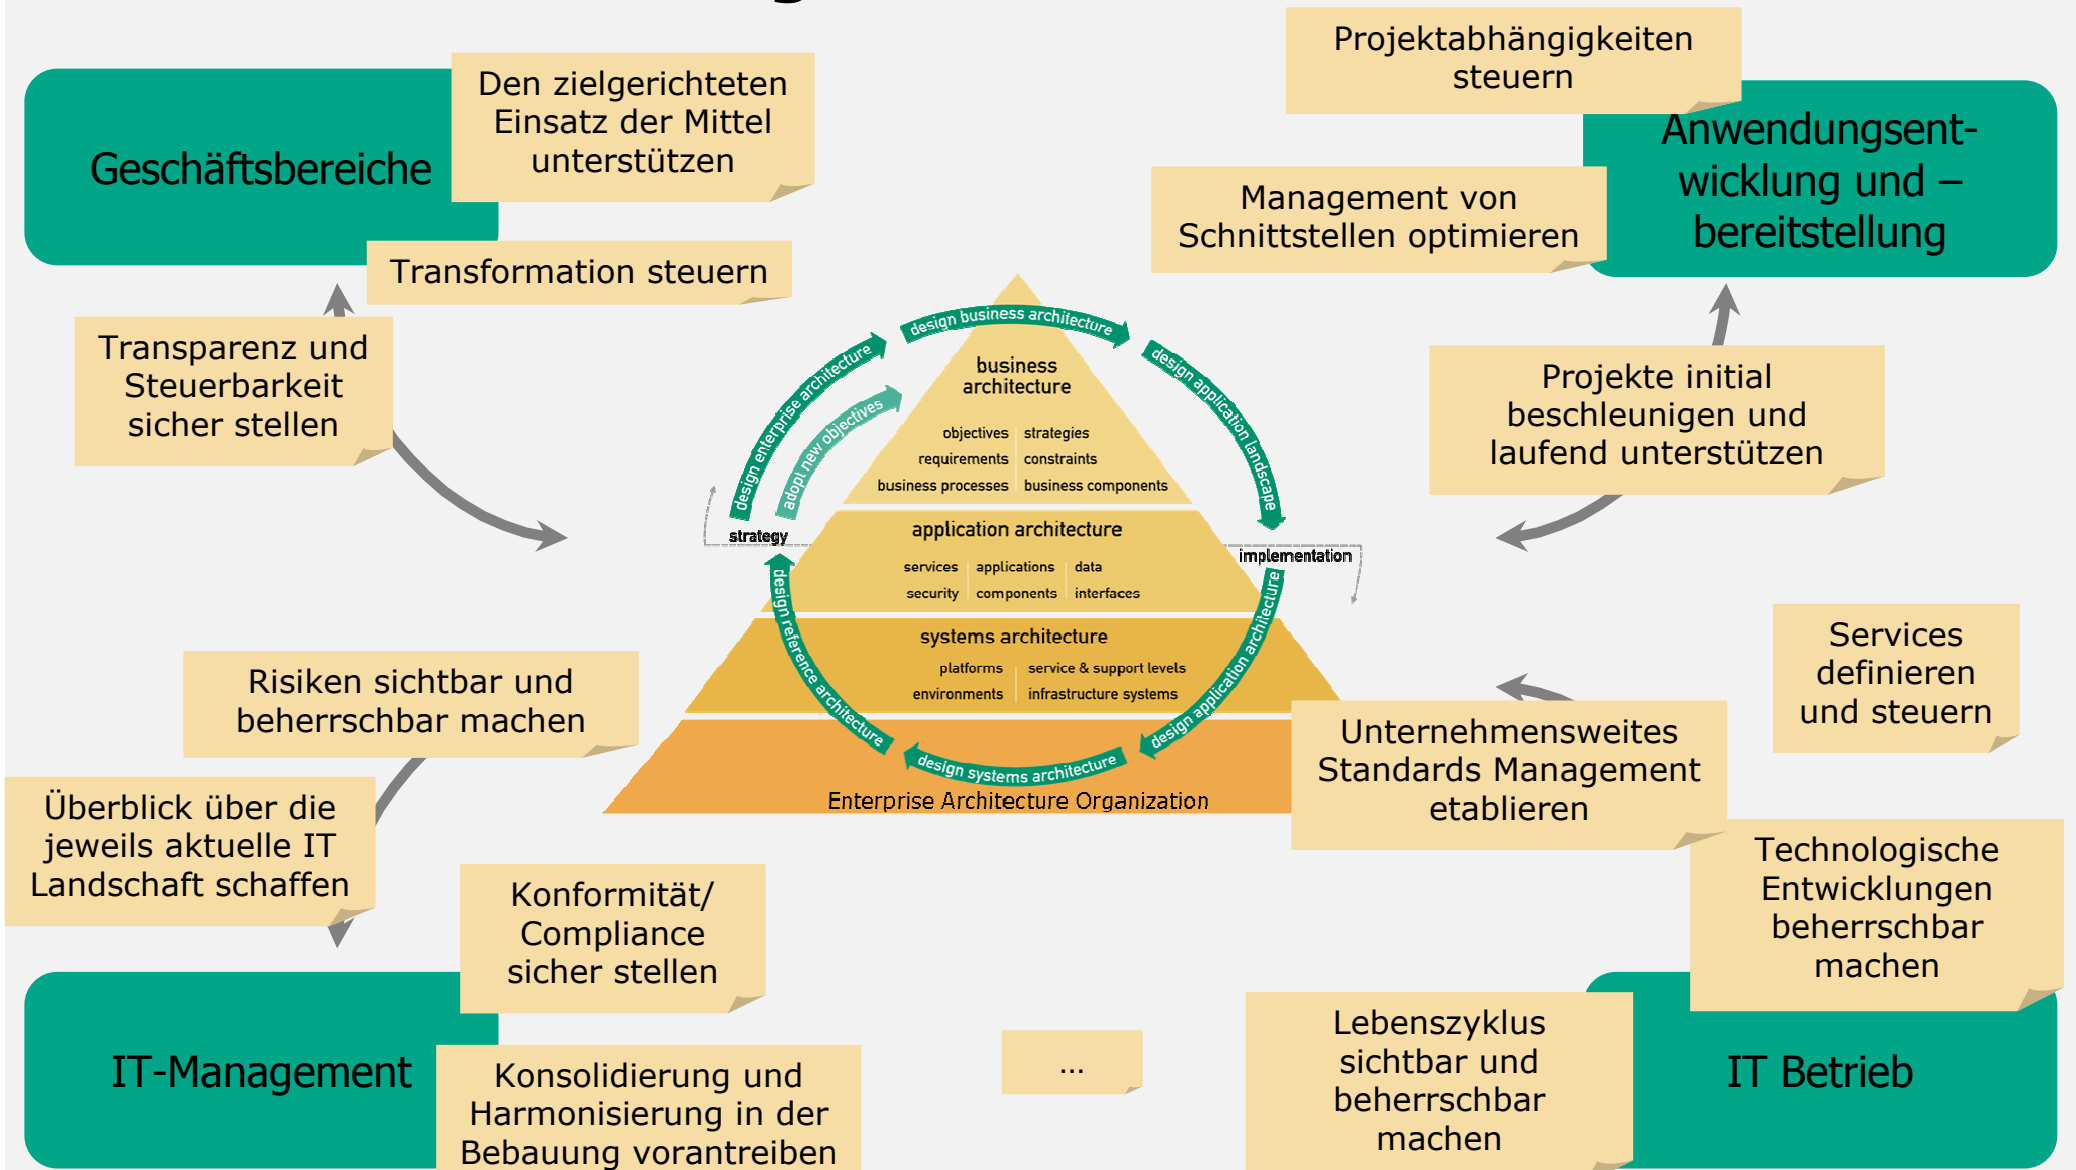 Projektabhängigkeiten
steuern
Den zielgerichteten
Einsatz der Mittel
unterstützen
Geschäftsbereiche
Anwendungsent-
wicklung und –
bereitstellung
Management von
Schnittstellen optimieren
Transformation steuern
Transparenz und
Steuerbarkeit
sicher stellen
Projekte initial
beschleunigen und
laufend unterstützen
design business architecture
design enterprise architecture
adopt new objectives
design application landscape
business
architecture
objectives strategies
requirements constraints
business processes business components
strategy
application architecture
implementation
services applications data
security components interfaces
design reference architecture
design application architecture
systems architecture
platforms service & support levels
environments infrastructure systems
design systems architecture
Enterprise Architecture Organization
Risiken sichtbar und
beherrschbar machen
Services
definieren
und steuern
Unternehmensweites
Standards Management
etablieren
Überblick über die
jeweils aktuelle IT
Landschaft schaffen
Technologische
Entwicklungen
beherrschbar
machen
Konformität/
Compliance
sicher stellen
IT-Management
Konsolidierung und
Harmonisierung in der
Bebauung vorantreiben
...
Lebenszyklus
sichtbar und
beherrschbar
machen
IT Betrieb